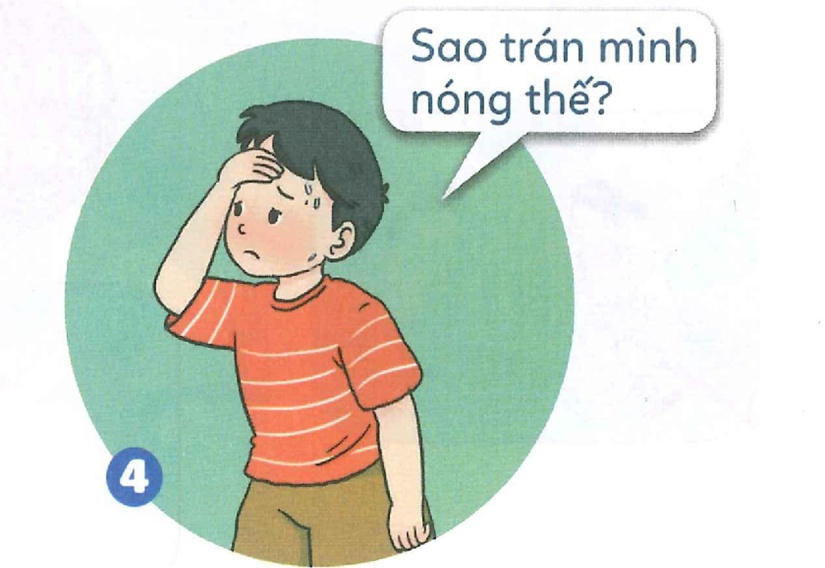 Sao trán mình
nóng thế?
4